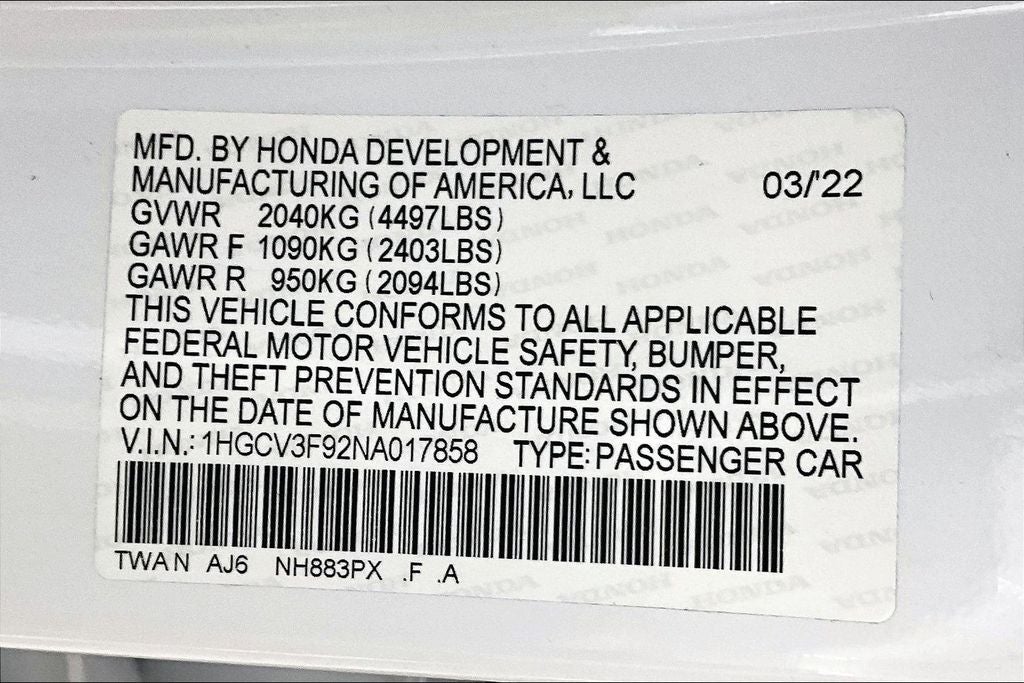 MFD. BY HONDA DEVELOPMENT &
MANUFACTURING OF AMERICA, LLC 03/'22
GVWR 2040KG (4497LBS)
GAWR F 1090KG (2403LBS)
GAWR R 950KG (2094LBS)
THIS VEHICLE CONFORMS TO ALL APPLICABLE
FEDERAL MOTOR VEHICLE SAFETY, BUMPER,
AND THEFT PREVENTION STANDARDS IN EFFECT
ON THE DATE OF MANUFACTURE SHOWN ABOVE.
V.I.N.: 1HGCV3F92NA017858 TYPE: PASSENGER CAR
TWAN AJ6 NH883PX .F .A